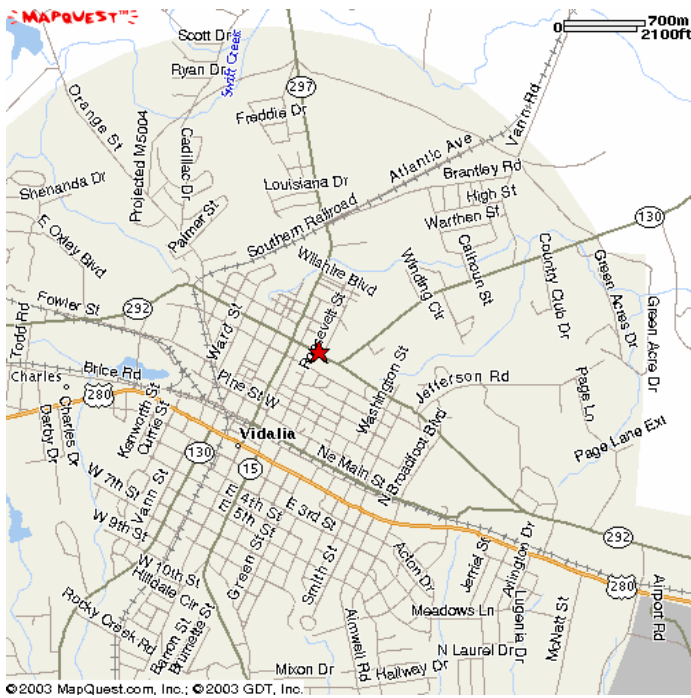 MAPQUEST™
0 700m
2100ft
Scott Dr
Swift Creek
Ryan Dr
297
Vann Rd
Orange St
Projected M5004
Cadillac Dr
Freddie Dr
Atlantic Ave
Brantley Rd
Louisiana Dr
High St
Shenanda Dr
Warthen St
130
Palmer St
Southern Railroad
E Oxley Blvd
Wilshire Blvd
Winding Cir
Calhoun St
Country Club Dr
Green Acres Dr
Green Acre Dr
Fowler St
292
Todd Rd
Ward St
Roosevelt St
Brice Rd
Charles
280
Pine St W
Washington St
Jefferson Rd
Page Ln
Kenworth St
Currie St
Charles Dr
Darby Dr
Vidalia
N Broadfoot Blvd
Page Lane Ext
130
15
Ne Main St
W 7th St
Vann St
E 4th St
E 5th St
E 3rd St
W 9th St
292
W 10th St
Green St
Smith St
Acton Dr
Jerriel St
Arlington Dr
280
Airport Rd
Hilldale Cir
Rocky Creek Rd
Barron St
Brumette St
Aimwell Rd
Meadows Ln
Lugenia Dr
McNatt St
N Laurel Dr
Mixon Dr
Hallway Dr
©2003 MapQuest.com, Inc.; ©2003 GDT, Inc.